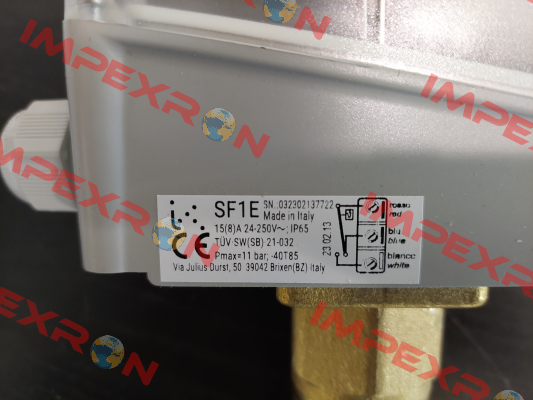 IMPEXRON
IMPEXRON
SF1E
SN.:032302137722
Made in Italy
15(8)A 24-250V~; IP65
TÜV-SW(SB) 21-032
Pmax=11 bar; -40T85
Via Julius Durst, 50 39042 Brixen(BZ) Italy
23.02.13
rosso
red
blu
blue
bianco
white
IMPEXRON
IMPEXRON